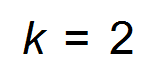 k = 2